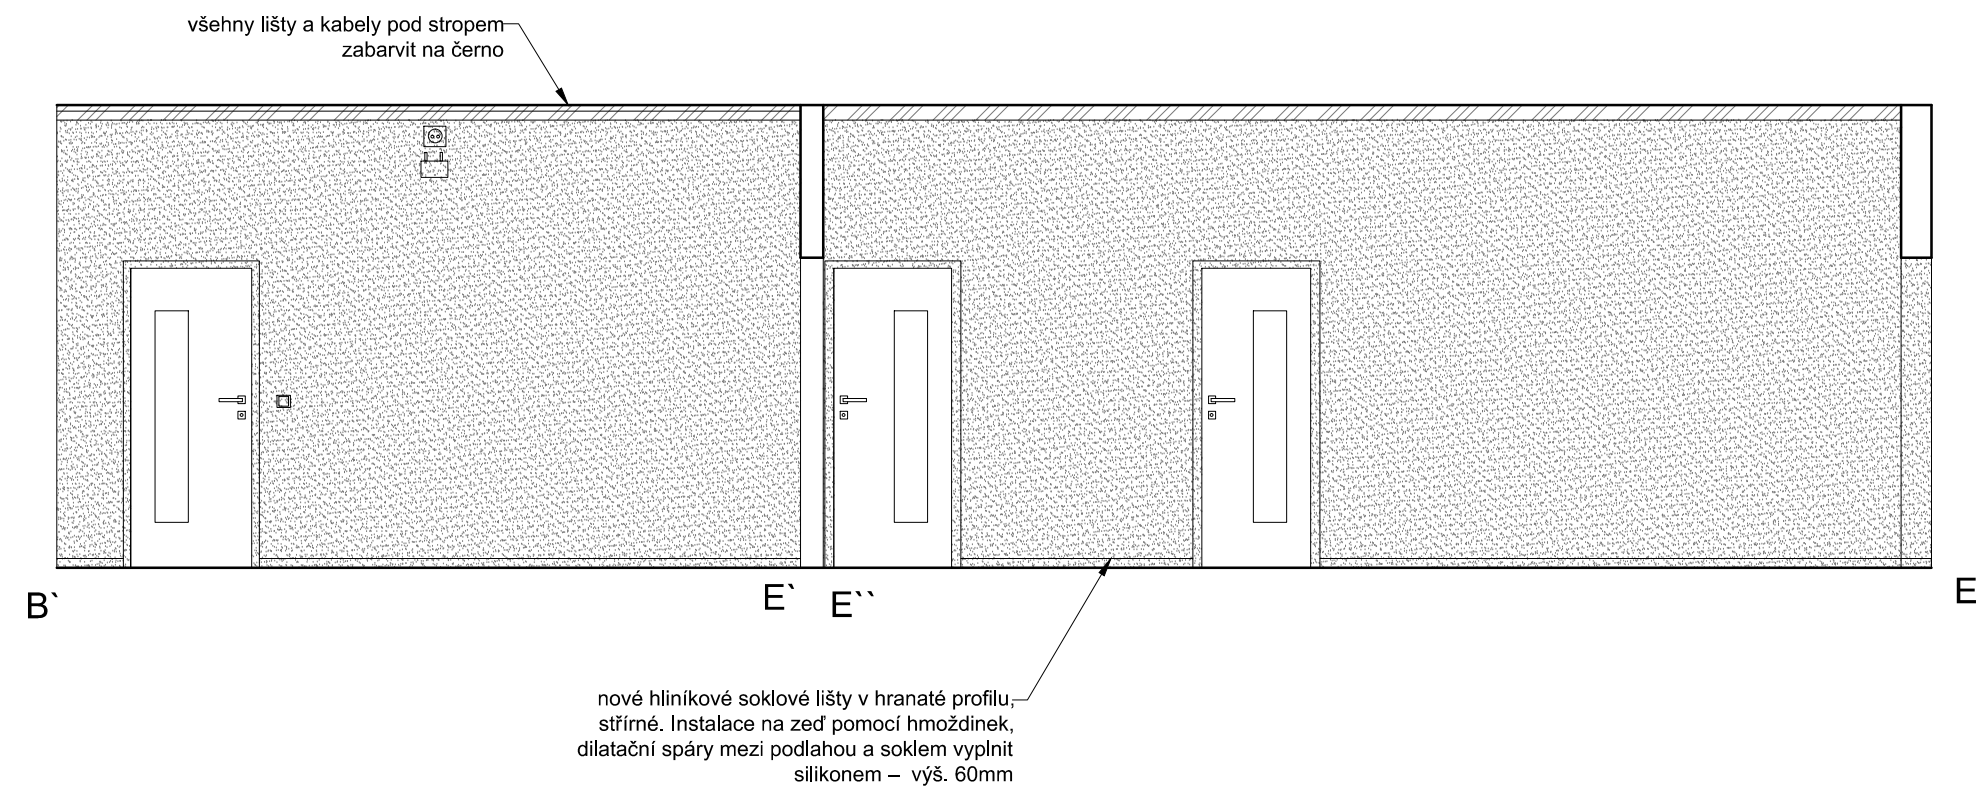 všehny lišty a kabely pod stropem
zabarvit na černo
B`
E`
E``
E
nové hliníkové soklové lišty v hranaté profilu,
střírné. Instalace na zeď pomocí hmoždinek,
dilatační spáry mezi podlahou a soklem vyplnit
silikonem – výš. 60mm